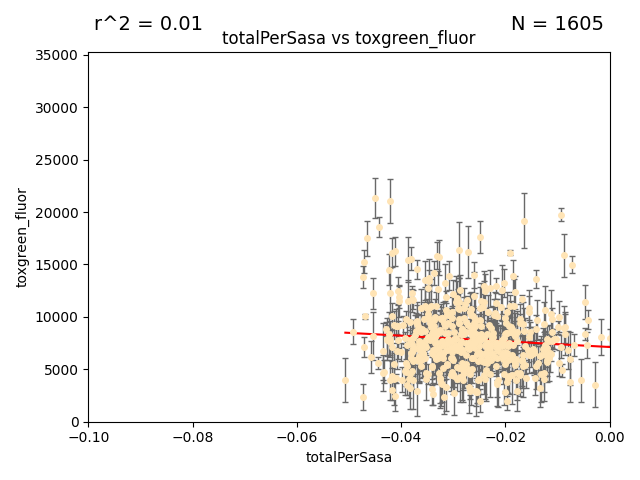 r^2 = 0.01
N = 1605
totalPerSasa vs toxgreen_fluor
35000
30000
25000
20000
15000
10000
5000
0
toxgreen_fluor
−0.10
−0.08
−0.06
−0.04
−0.02
0.00
totalPerSasa